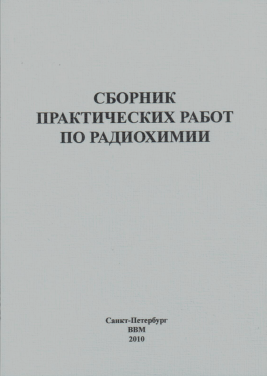 СБОРНИК
ПРАКТИЧЕСКИХ РАБОТ
ПО РАДИОХИМИИ
Санкт-Петербург
ВВМ
2010